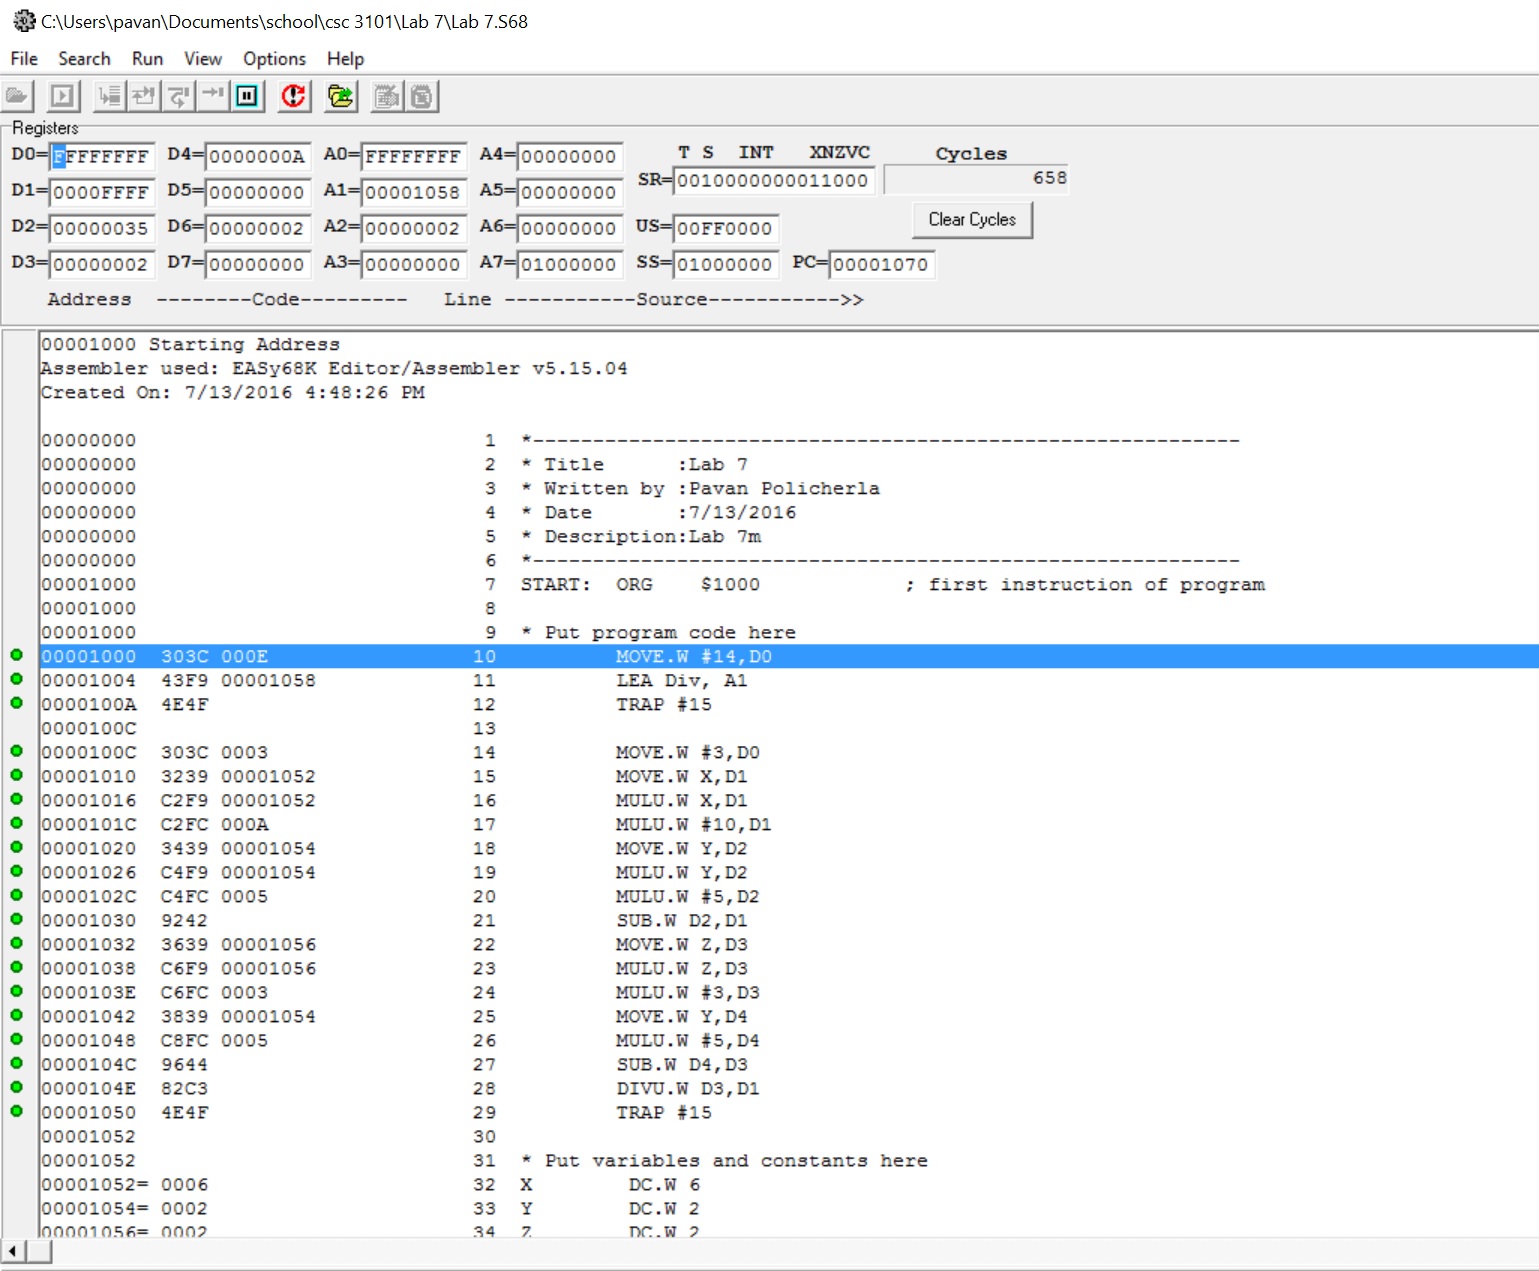 C:\Users\pavan\Documents\school\csc 3101\Lab 7\Lab 7.S68
File Search Run View Options Help
Registers
D0= FFFFFFFF D4= 0000000A A0= FFFFFFFF A4= 00000000 T S INT XNZVC Cycles
D1= 0000FFFF D5= 00000000 A1= 00001058 A5= 00000000 SR= 0010000000011000 658
D2= 00000035 D6= 00000002 A2= 00000002 A6= 00000000 US= 00FF0000 Clear Cycles
D3= 00000002 D7= 00000000 A3= 00000000 A7= 01000000 SS= 01000000 PC= 00001070
Address --------Code--------- Line -----------Source----------->>
00001000 Starting Address
Assembler used: EASy68K Editor/Assembler v5.15.04
Created On: 7/13/2016 4:48:26 PM
00000000 1 *-----------------------------------------------------------
00000000 2 * Title :Lab 7
00000000 3 * Written by :Pavan Policherla
00000000 4 * Date :7/13/2016
00000000 5 * Description:Lab 7m
00000000 6 *-----------------------------------------------------------
00001000 7 START: ORG $1000 ; first instruction of program
00001000 8
00001000 9 * Put program code here
00001000 303C 000E 10 MOVE.W #14,D0
00001004 43F9 00001058 11 LEA Div, A1
0000100A 4E4F 12 TRAP #15
0000100C 13
0000100C 303C 0003 14 MOVE.W #3,D0
00001010 3239 00001052 15 MOVE.W X,D1
00001016 C2F9 00001052 16 MULU.W X,D1
0000101C C2FC 000A 17 MULU.W #10,D1
00001020 3439 00001054 18 MOVE.W Y,D2
00001026 C4F9 00001054 19 MULU.W Y,D2
0000102C C4FC 0005 20 MULU.W #5,D2
00001030 9242 21 SUB.W D2,D1
00001032 3639 00001056 22 MOVE.W Z,D3
00001038 C6F9 00001056 23 MULU.W Z,D3
0000103E C6FC 0003 24 MULU.W #3,D3
00001042 3839 00001054 25 MOVE.W Y,D4
00001048 C8FC 0005 26 MULU.W #5,D4
0000104C 9644 27 SUB.W D4,D3
0000104E 82C3 28 DIVU.W D3,D1
00001050 4E4F 29 TRAP #15
00001052 30
00001052 31 * Put variables and constants here
00001052= 0006 32 X DC.W 6
00001054= 0002 33 Y DC.W 2
00001056= 0002 34 Z DC.W 2